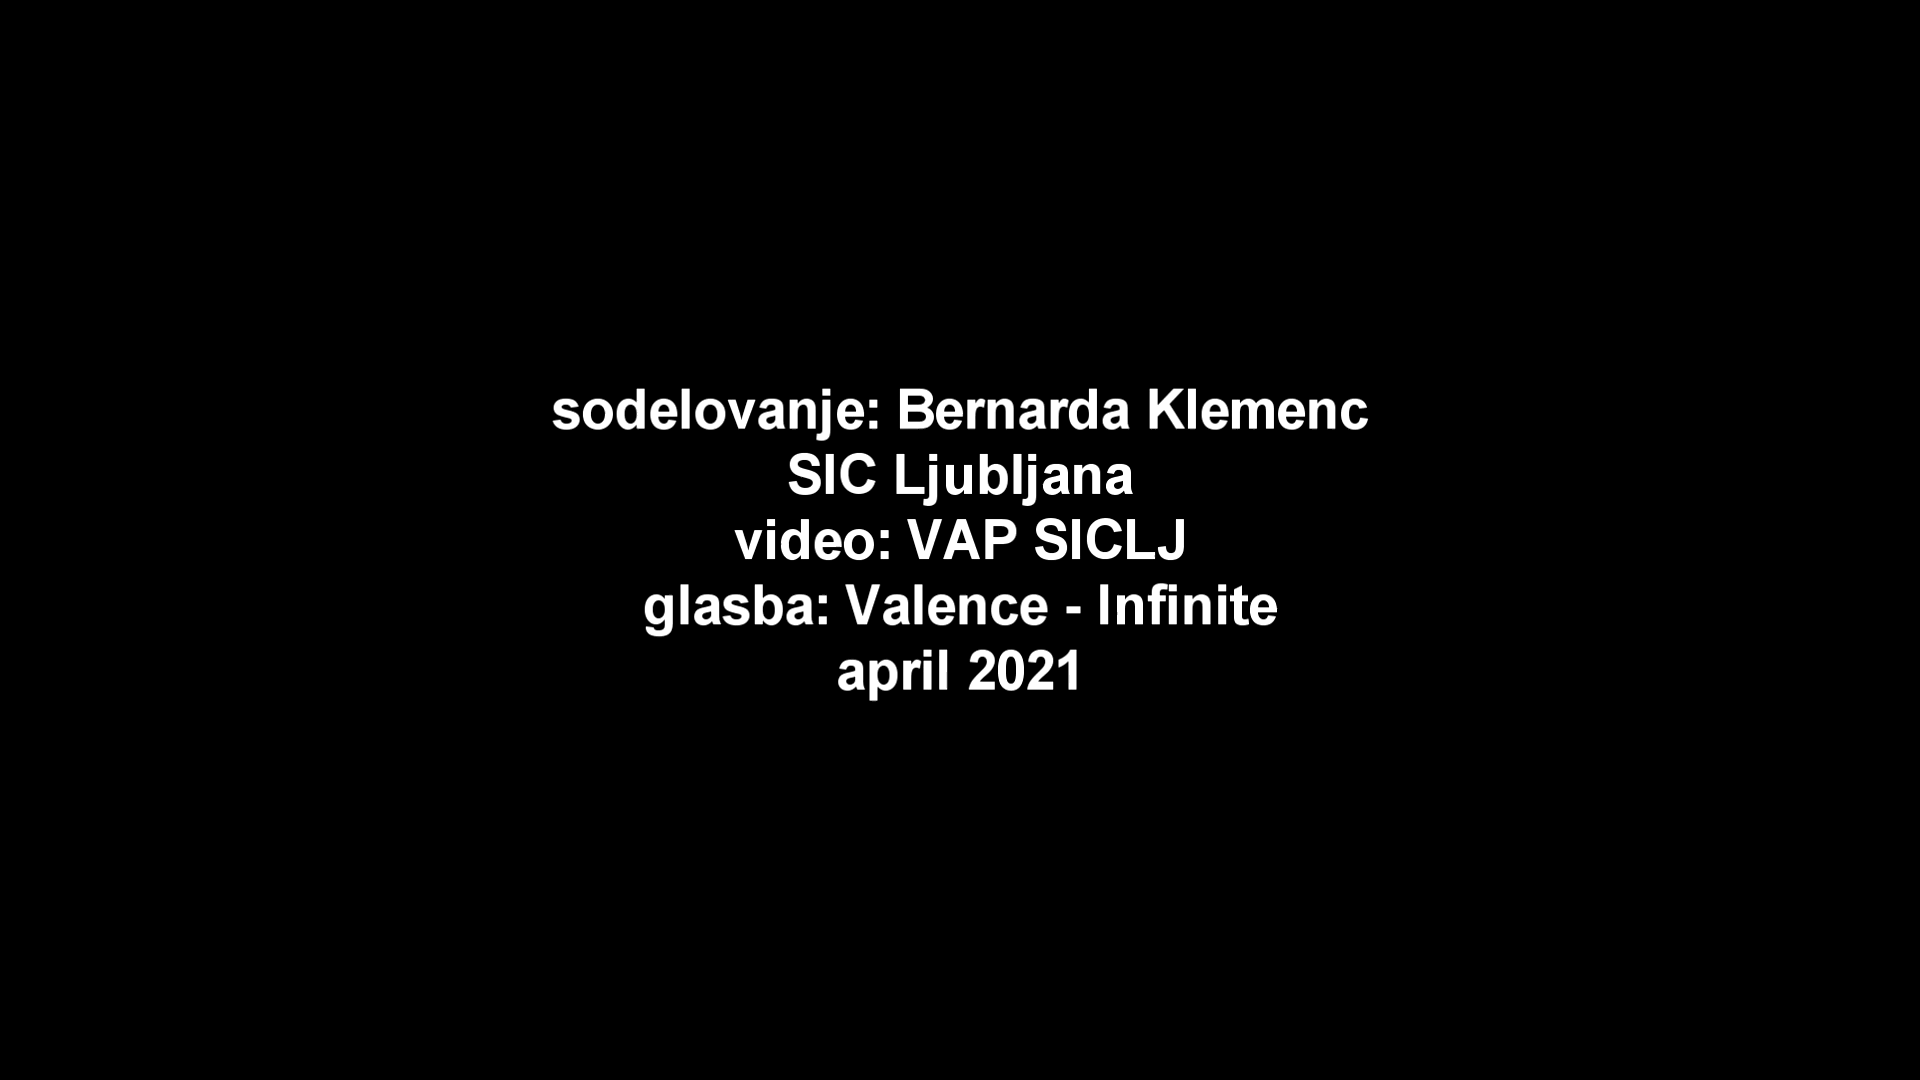 sodelovanje: Bernarda Klemenc
SIC Ljubljana
video: VAP SICLJ
glasba: Valence - Infinite
april 2021